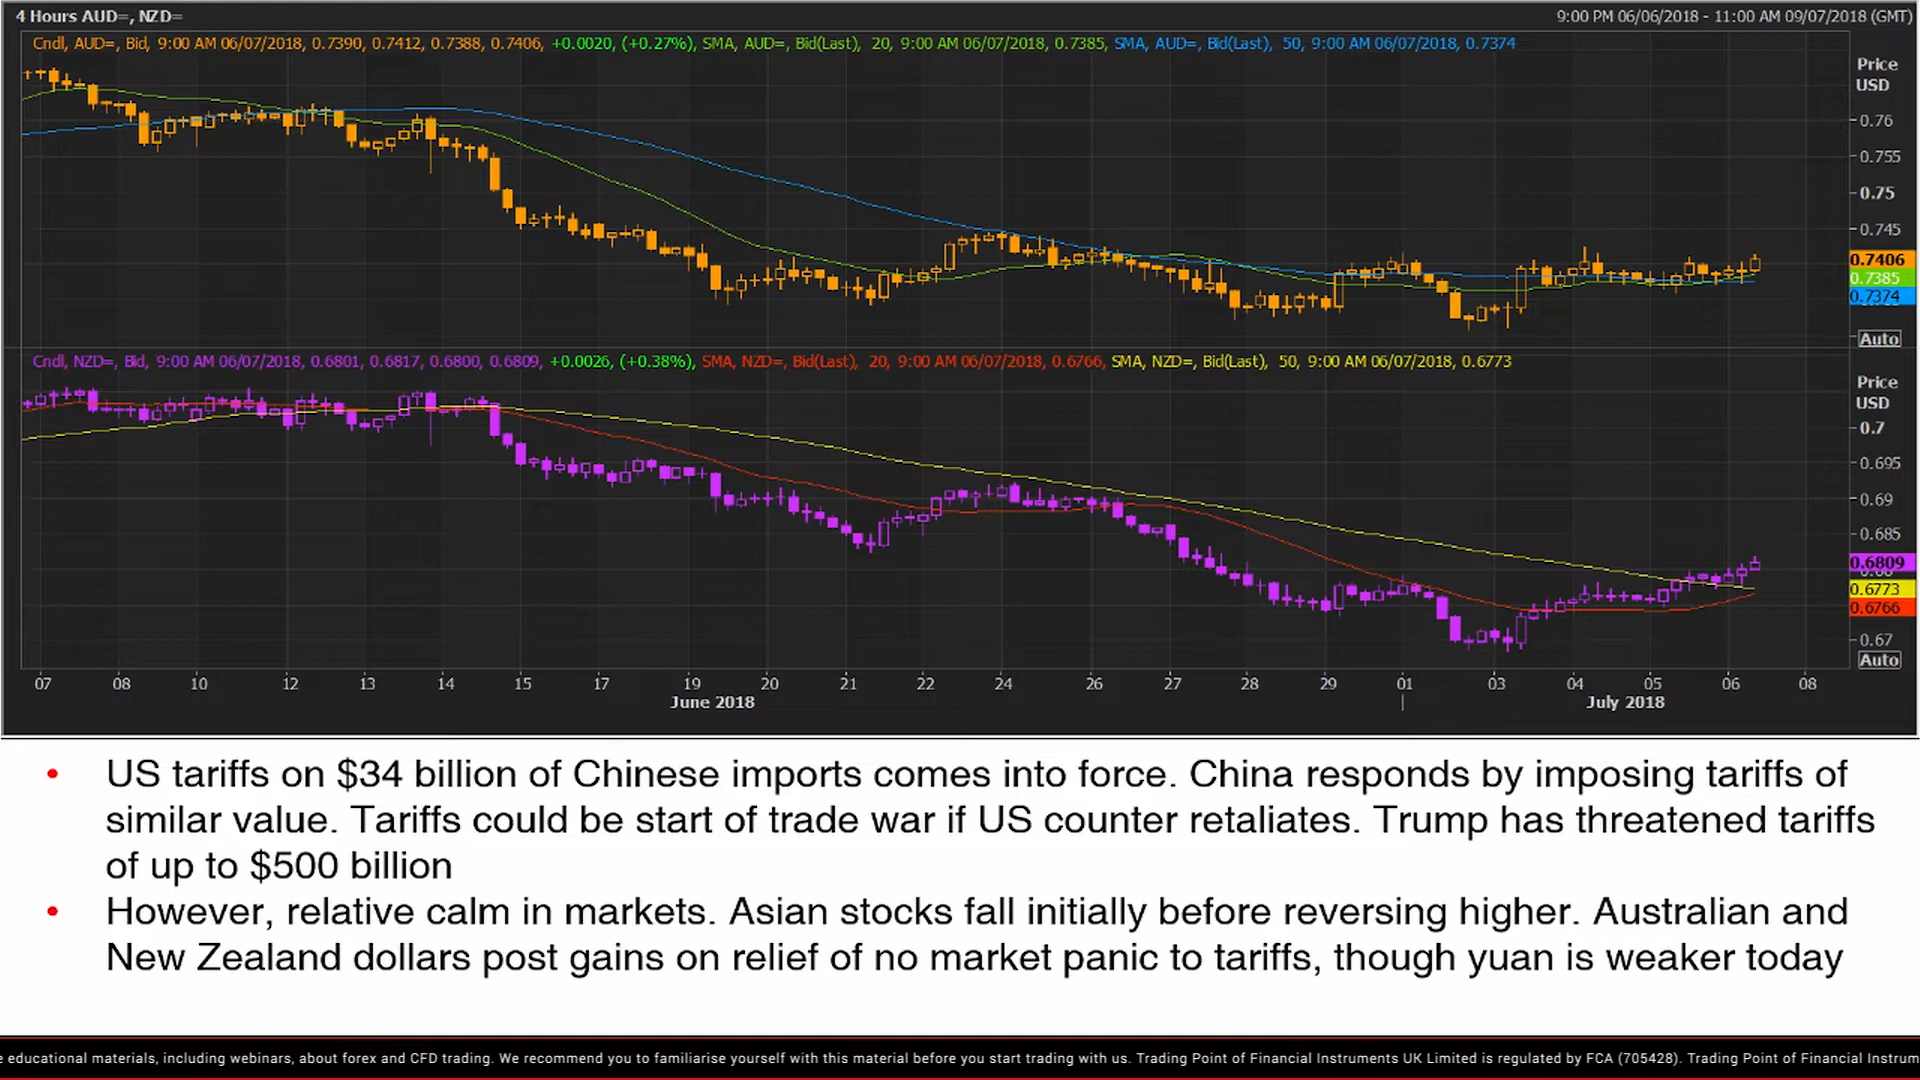 4 Hours AUD=, NZD=
9:00 PM 06/06/2018 - 11:00 AM 09/07/2018 (GMT)
Cndl, AUD=, Bid, 9:00 AM 06/07/2018, 0.7390, 0.7412, 0.7388, 0.7406, +0.0020, (+0.27%), SMA, AUD=, Bid(Last), 20, 9:00 AM 06/07/2018, 0.7385, SMA, AUD=, Bid(Last), 50, 9:00 AM 06/07/2018, 0.7374
Price
USD
0.76
0.755
0.75
0.745
0.7406
0.7385
0.7374
Auto
Cndl, NZD=, Bid, 9:00 AM 06/07/2018, 0.6801, 0.6817, 0.6800, 0.6809, +0.0026, (+0.38%), SMA, NZD=, Bid(Last), 20, 9:00 AM 06/07/2018, 0.6766, SMA, NZD=, Bid(Last), 50, 9:00 AM 06/07/2018, 0.6773
Price
USD
0.7
0.695
0.69
0.685
0.6809
0.6773
0.6766
0.67
Auto
07 08 10 12 13 14 15 17 19 20 21 22 24 26 27 28 29 01 03 04 05 06 08
June 2018 July 2018
• US tariffs on $34 billion of Chinese imports comes into force. China responds by imposing tariffs of
similar value. Tariffs could be start of trade war if US counter retaliates. Trump has threatened tariffs
of up to $500 billion
• However, relative calm in markets. Asian stocks fall initially before reversing higher. Australian and
New Zealand dollars post gains on relief of no market panic to tariffs, though yuan is weaker today
e educational materials, including webinars, about forex and CFD trading. We recommend you to familiarise yourself with this material before you start trading with us. Trading Point of Financial Instruments UK Limited is regulated by FCA (705428). Trading Point of Financial Instrum